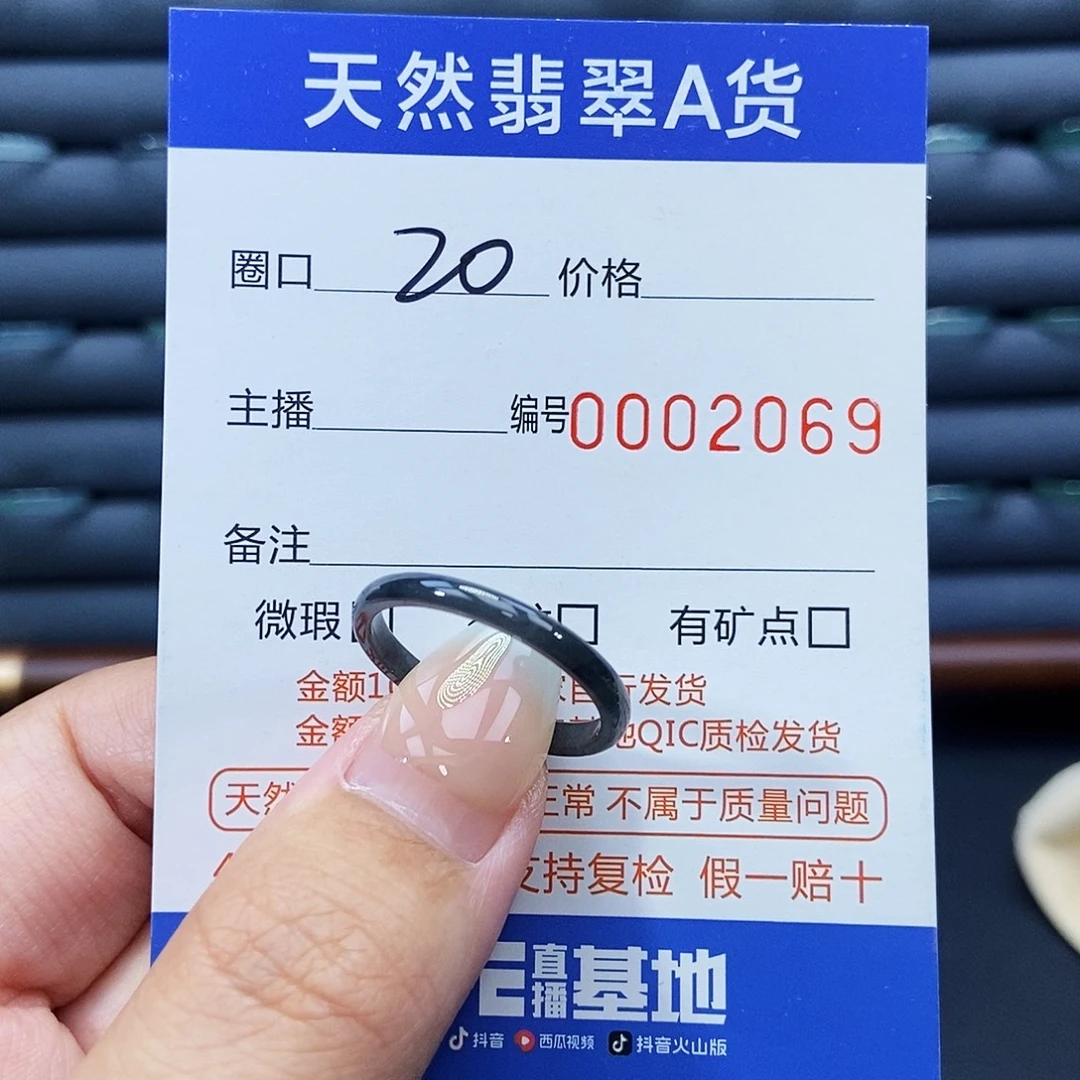 天然翡翠A货
圈口 20 价格
主播 编号0002069
备注
微瑕 有矿点
金额 发货
金额 QIC质检发货
天然 正常 不属于质量问题
支持复检 假一赔十
直播基地
抖音 西瓜视频 抖音火山版